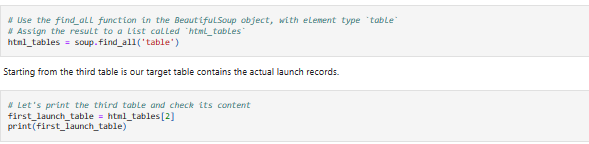 # Use the find_all function in the BeautifulSoup object, with element type `table`
# Assign the result to a list called `html_tables`
html_tables = soup.find_all('table')
Starting from the third table is our target table contains the actual launch records.
# Let's print the third table and check its content
first_launch_table = html_tables[2]
print(first_launch_table)